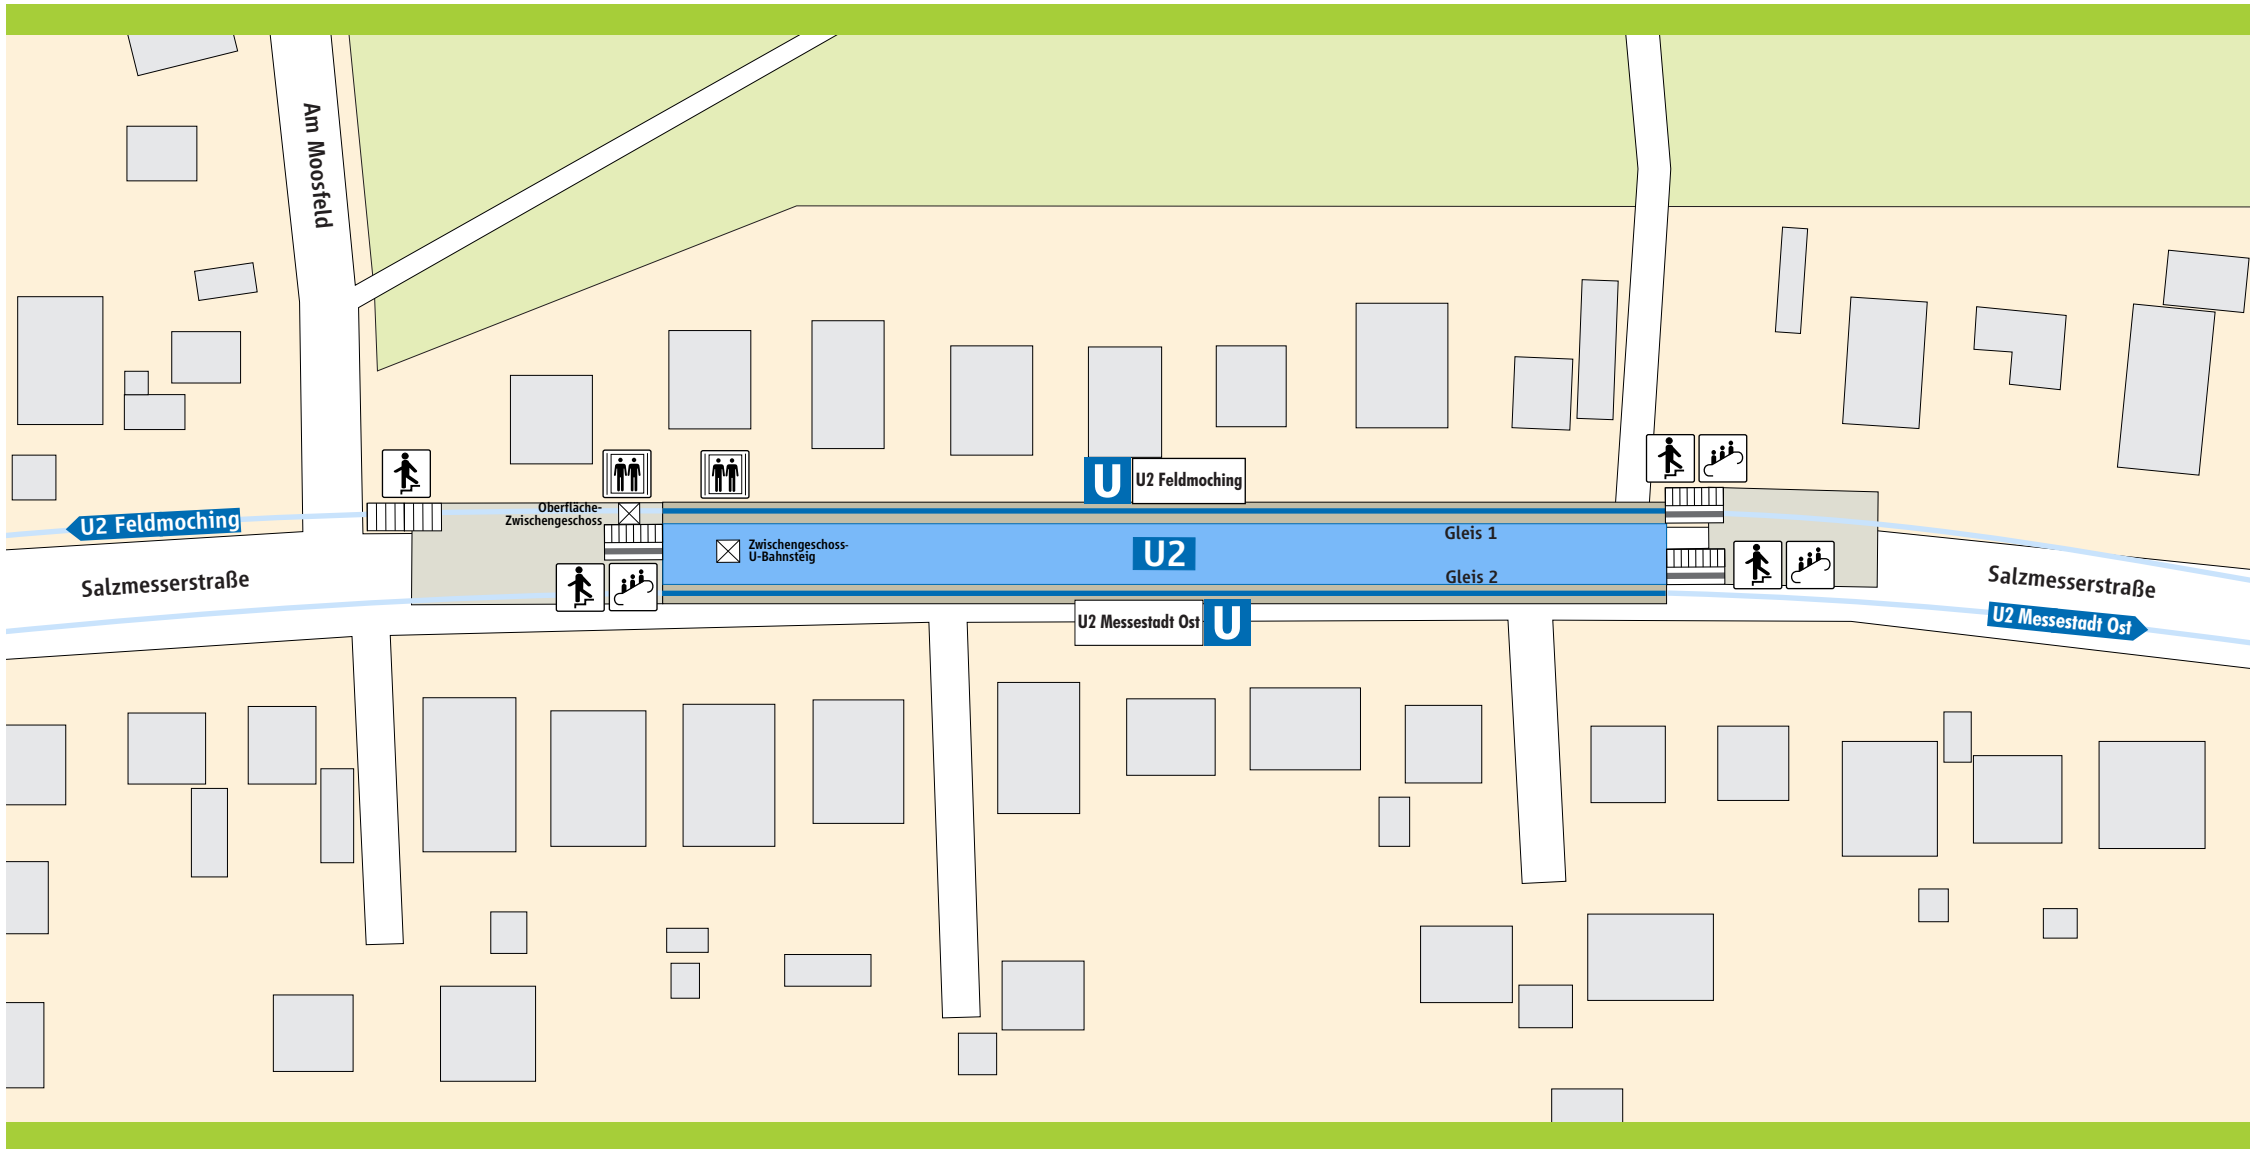 Am Moosfeld
U U2 Feldmoching
Oberfläche-
Zwischengeschoss
U2 Feldmoching
Gleis 1
Zwischengeschoss-
U-Bahnsteig
U2
Gleis 2
Salzmesserstraße
Salzmesserstraße
U2 Messestadt Ost U
U2 Messestadt Ost